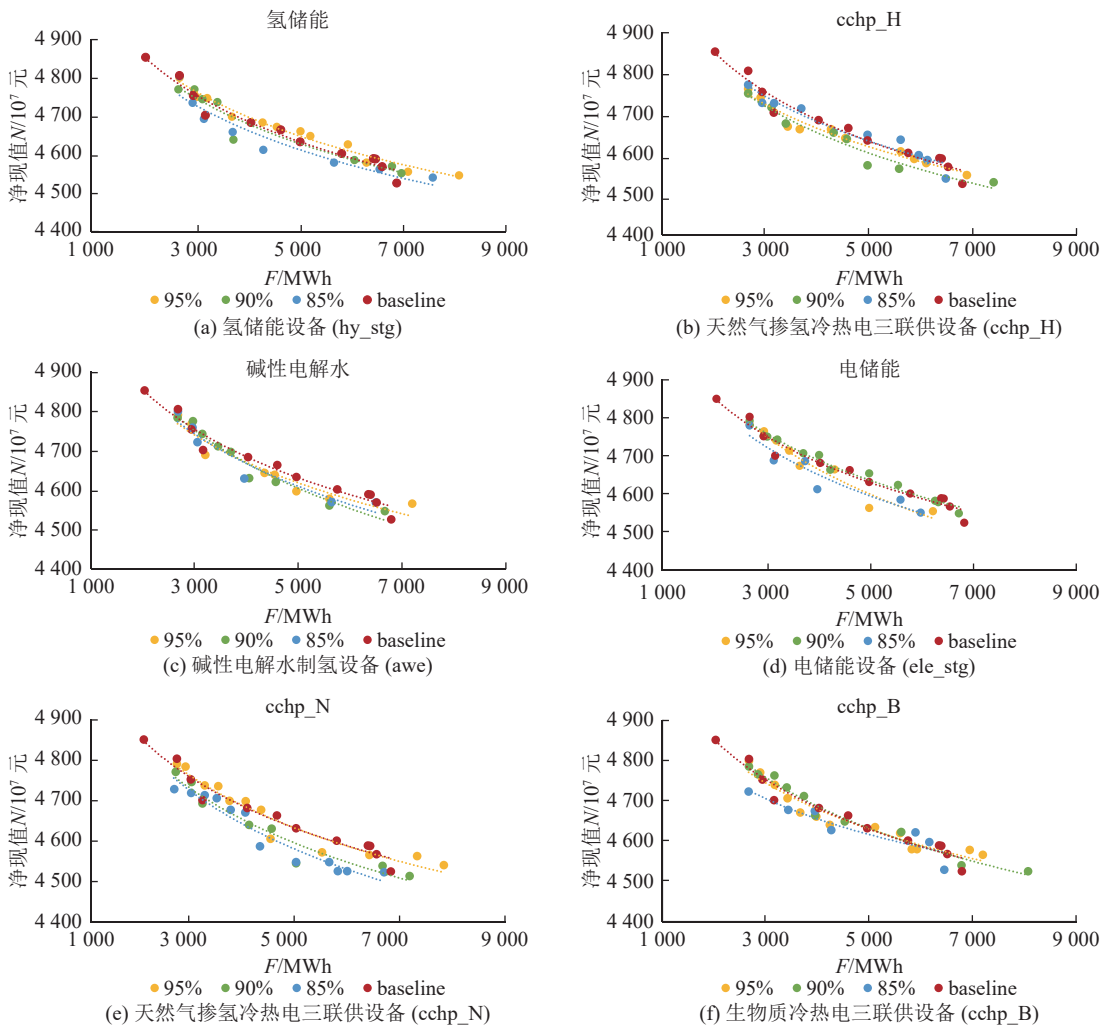 氢储能
4 900
4 800
4 700
4 600
4 500
4 400
净现值N/10⁷ 元
1 000 3 000 5 000 7 000 9 000
F/MWh
95% 90% 85% baseline
(a) 氢储能设备 (hy_stg)
cchp_H
4 900
4 800
4 700
4 600
4 500
4 400
净现值N/10⁷ 元
1 000 3 000 5 000 7 000 9 000
F/MWh
95% 90% 85% baseline
(b) 天然气掺氢冷热电三联供设备 (cchp_H)
碱性电解水
4 900
4 800
4 700
4 600
4 500
4 400
净现值N/10⁷ 元
1 000 3 000 5 000 7 000 9 000
F/MWh
95% 90% 85% baseline
(c) 碱性电解水制氢设备 (awe)
电储能
4 900
4 800
4 700
4 600
4 500
4 400
净现值N/10⁷ 元
1 000 3 000 5 000 7 000 9 000
F/MWh
95% 90% 85% baseline
(d) 电储能设备 (ele_stg)
cchp_N
4 900
4 800
4 700
4 600
4 500
4 400
净现值N/10⁷ 元
1 000 3 000 5 000 7 000 9 000
F/MWh
95% 90% 85% baseline
(e) 天然气掺氢冷热电三联供设备 (cchp_N)
cchp_B
4 900
4 800
4 700
4 600
4 500
4 400
净现值N/10⁷ 元
1 000 3 000 5 000 7 000 9 000
F/MWh
95% 90% 85% baseline
(f) 生物质冷热电三联供设备 (cchp_B)